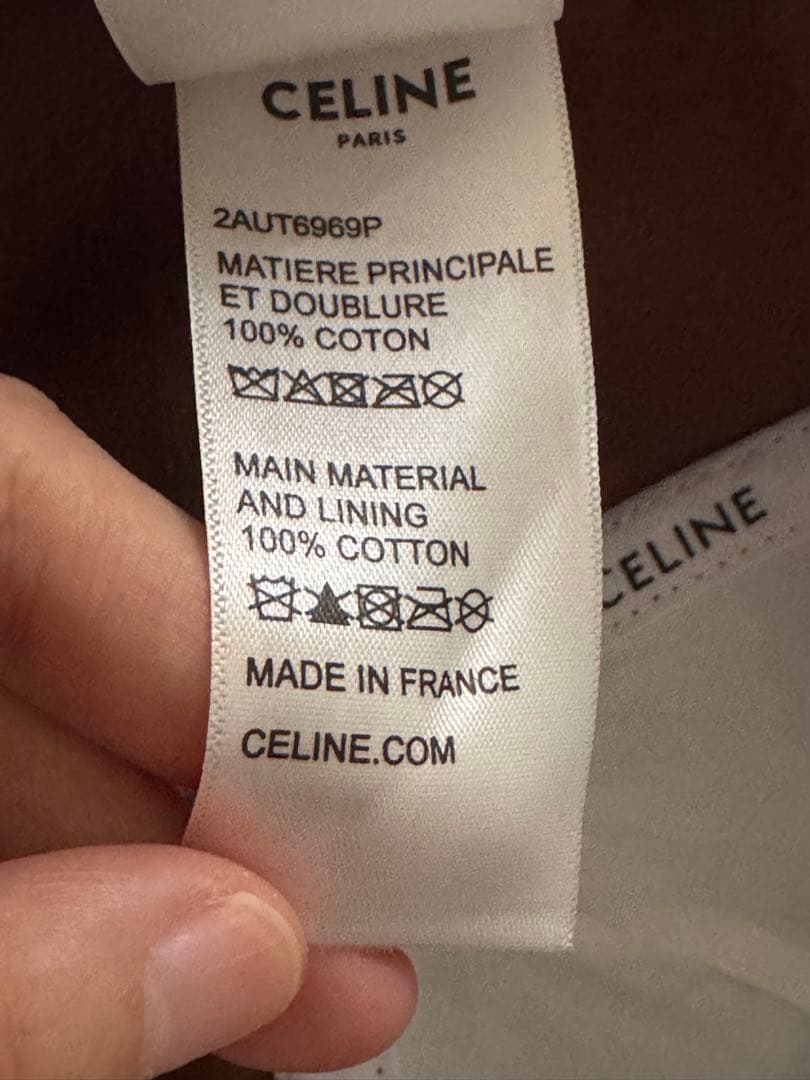 CELINE
PARIS
2AUT6969P
MATIERE PRINCIPALE
ET DOUBLURE
100% COTON
MAIN MATERIAL
AND LINING
100% COTTON
MADE IN FRANCE
CELINE.COM
CELINE